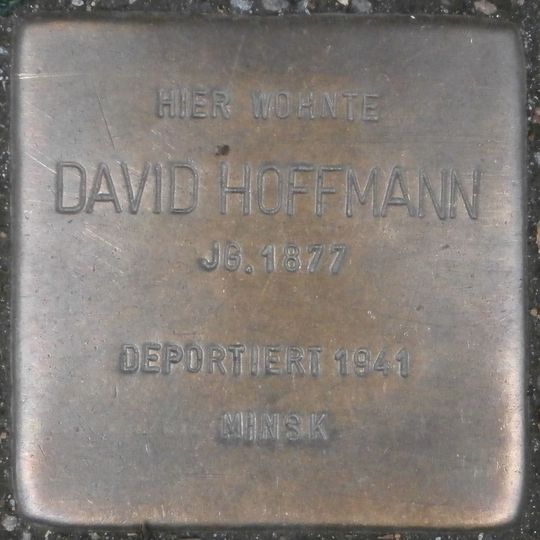 HIER WOHNTE
DAVID HOFFMANN
JG. 1877
DEPORTIERT 1941
MINSK